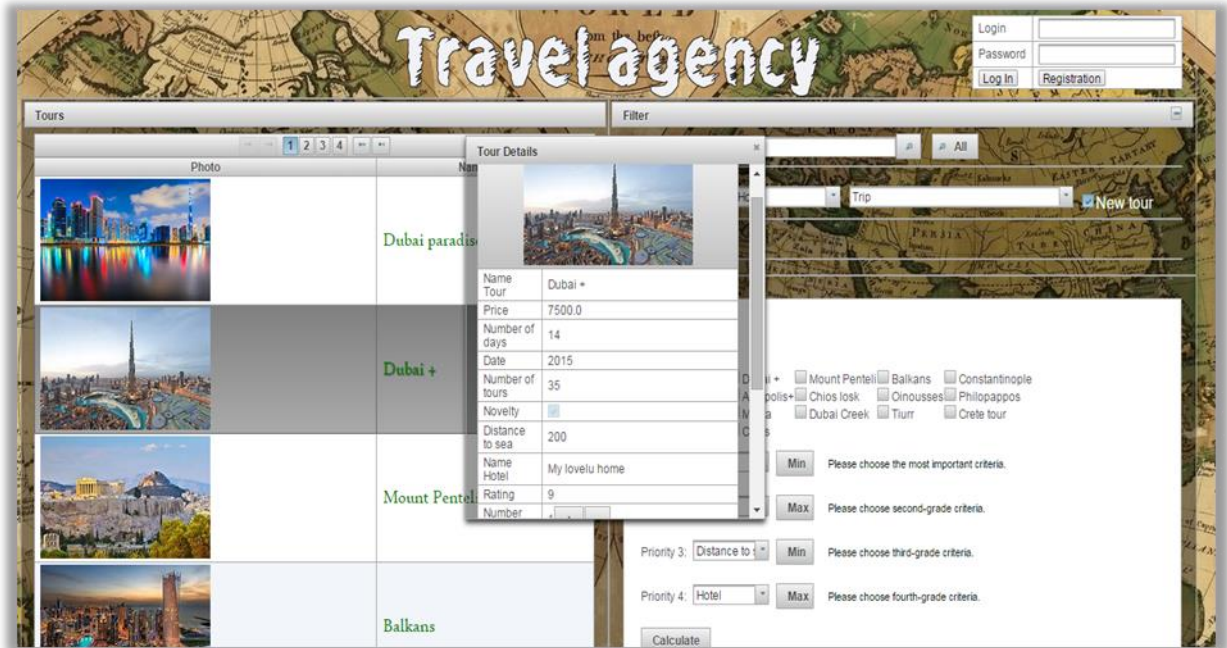 Travel agency
Login
Password
Log In Registration
Tours
Filter
1 2 3 4
All
Photo
Trip
New tour
Dubai +
Mount Penteli
Balkans
Tour Details
Name Tour Dubai +
Price 7500.0
Number of days 14
Date 2015
Number of tours 35
Novelty
Distance to sea 200
Name Hotel My lovelu home
Rating 9
Number
Mount Penteli Balkans Constantinople
Chios losk Oinousses Philopappos
Dubai Creek Tiurr Crete tour
Min Please choose the most important criteria.
Max Please choose second-grade criteria.
Priority 3: Distance to Min Please choose third-grade criteria.
Priority 4: Hotel Max Please choose fourth-grade criteria.
Calculate